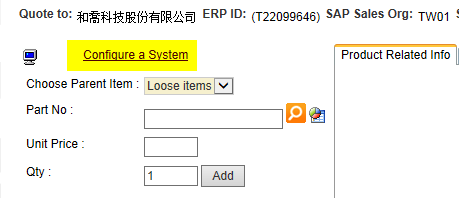 Quote to: 和喬科技股份有限公司 ERP ID: (T22099646) SAP Sales Org: TW01
Configure a System
Product Related Info
Choose Parent Item : Loose items
Part No :
Unit Price :
Qty : 1 Add